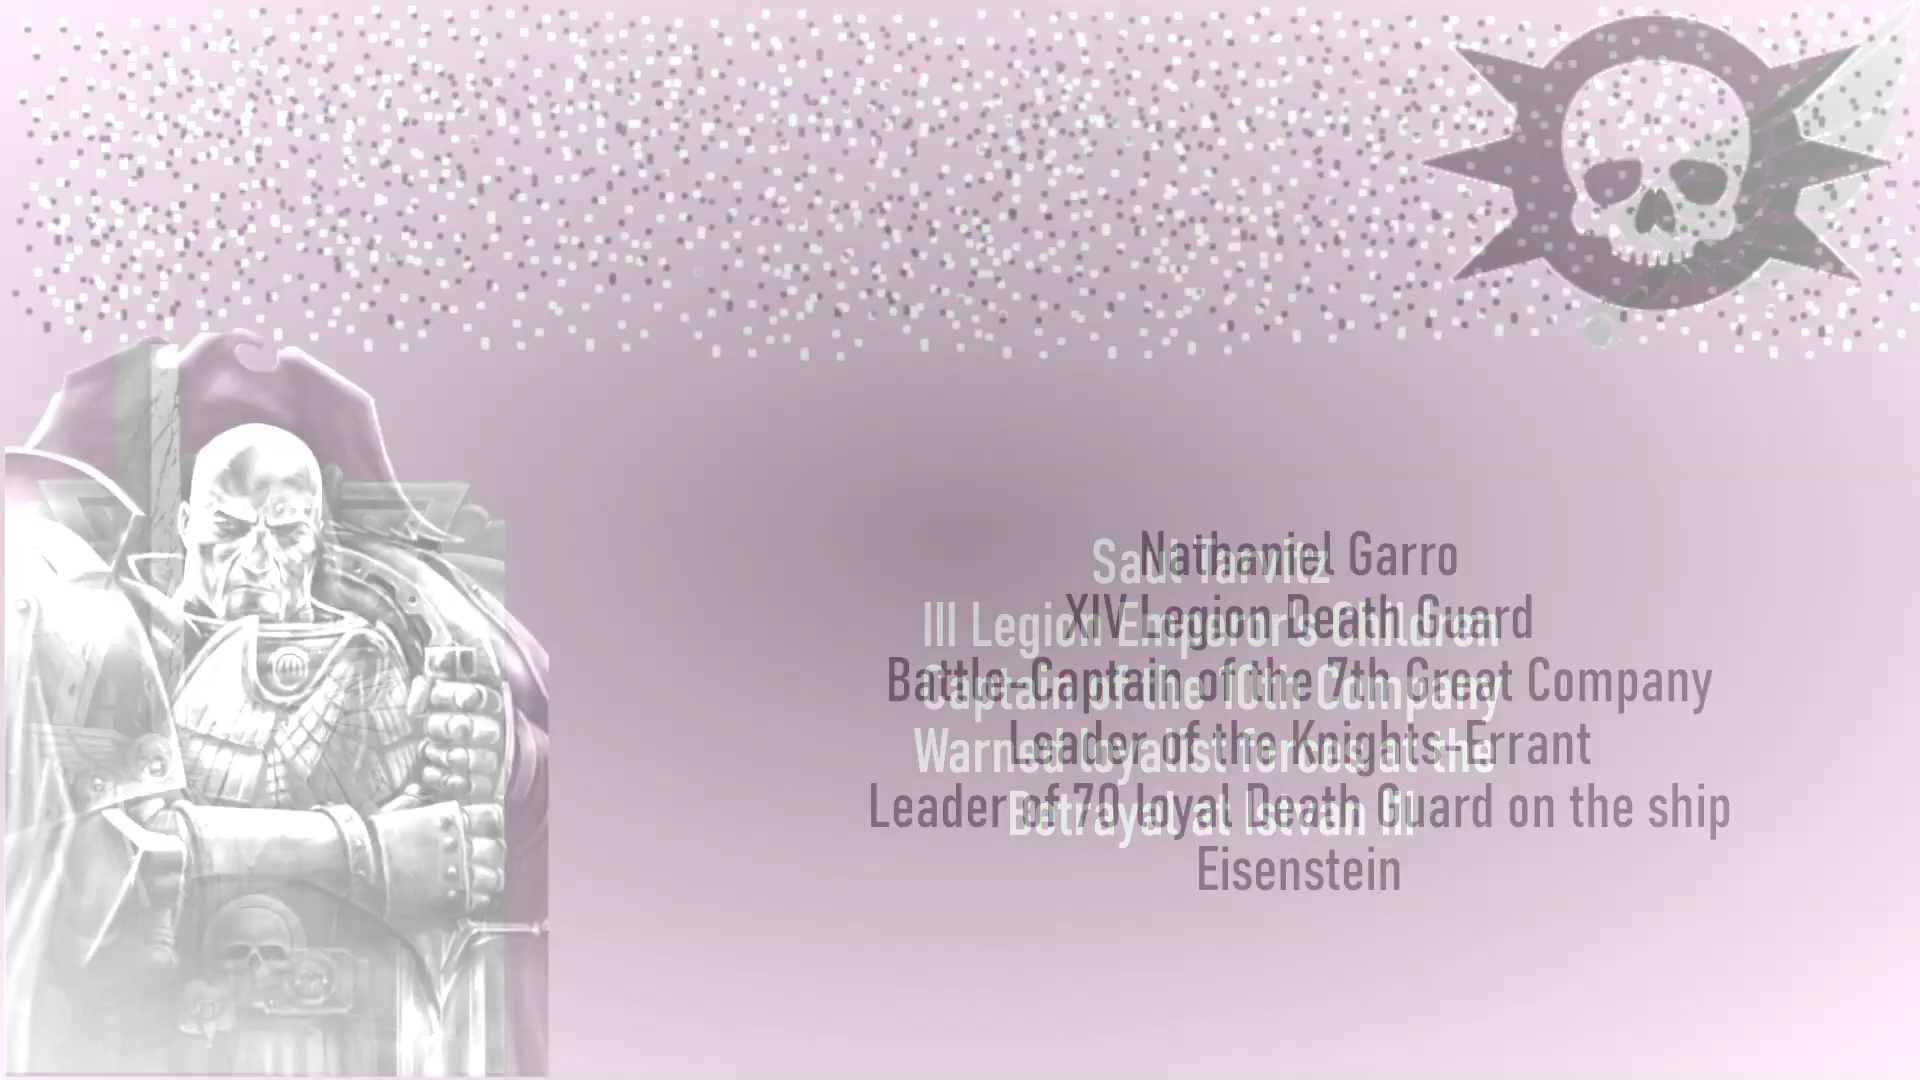 Nathaniel Garro
XIV Legion Death Guard
Battle-Captain of the 7th Great Company
Leader of the Knights-Errant
Leader of 70 loyal Death Guard on the ship
Eisenstein
Saul Tarvitz
III Legion Emperor's Children
Captain of the 10th Company
Warned loyalist forces at the
Betrayal at Istvan III